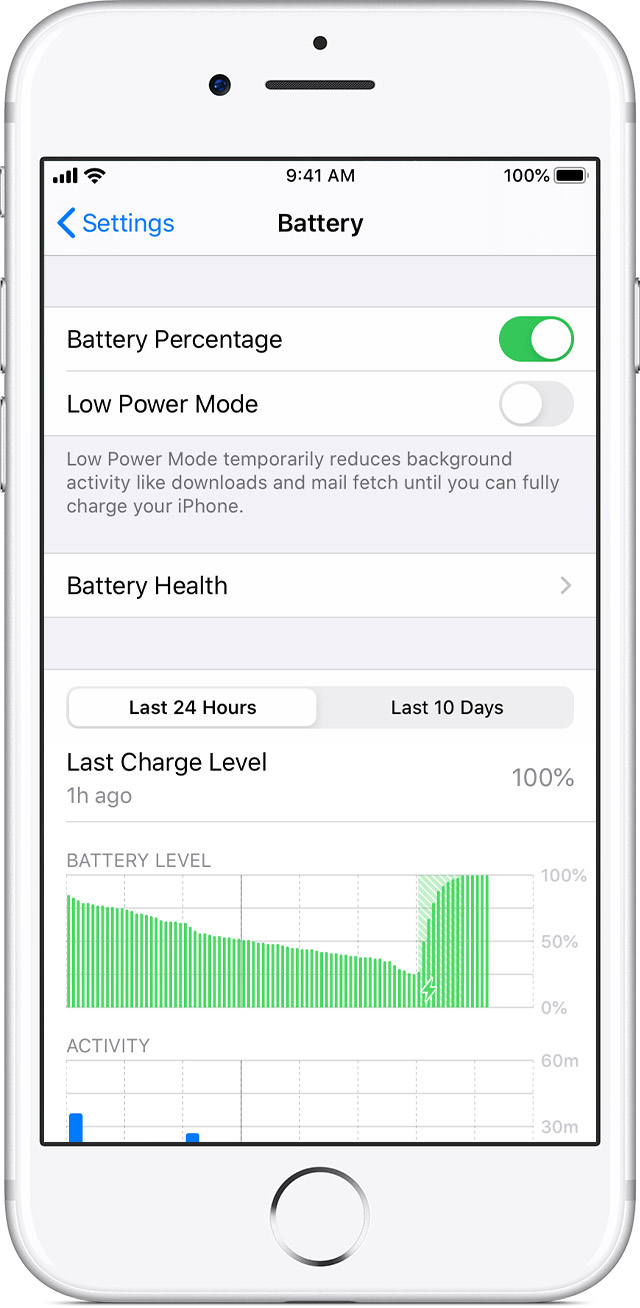 9:41 AM
100%
Settings
Battery
Battery Percentage
Low Power Mode
Low Power Mode temporarily reduces background
activity like downloads and mail fetch until you can fully
charge your iPhone.
Battery Health
Last 24 Hours
Last 10 Days
Last Charge Level
100%
1h ago
BATTERY LEVEL
100%
50%
0%
ACTIVITY
60m
30m